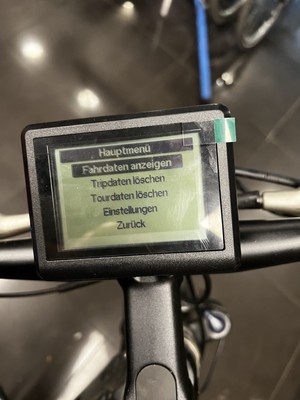 Hauptmenü
Fahrdaten anzeigen
Tripdaten löschen
Tourdaten löschen
Einstellungen
Zurück